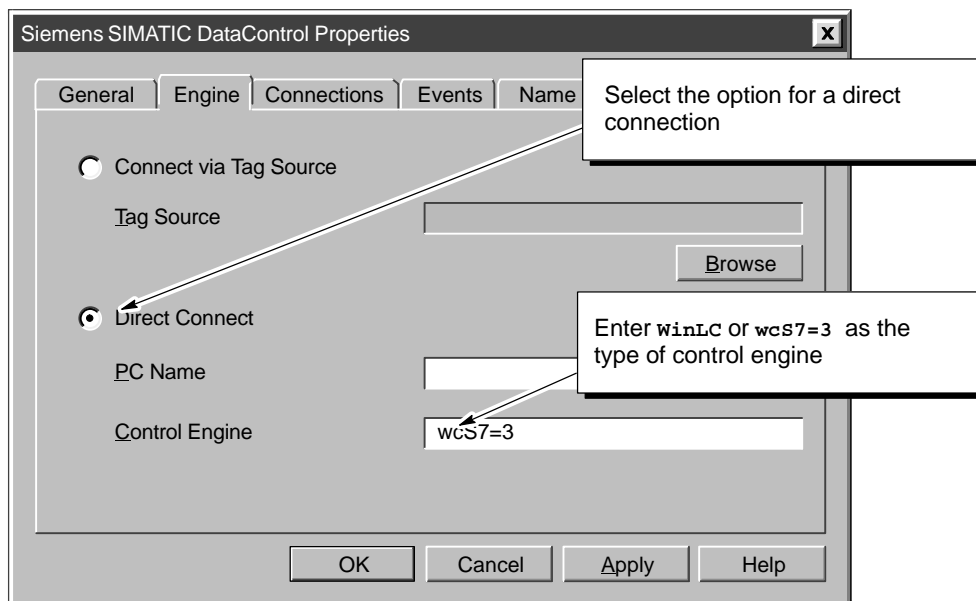 Siemens SIMATIC DataControl Properties
General Engine Connections Events Name
Select the option for a direct
connection
Connect via Tag Source
Tag Source
Browse
Direct Connect
Enter WinLC or wcS7=3 as the
type of control engine
PC Name
Control Engine wcS7=3
OK Cancel Apply Help